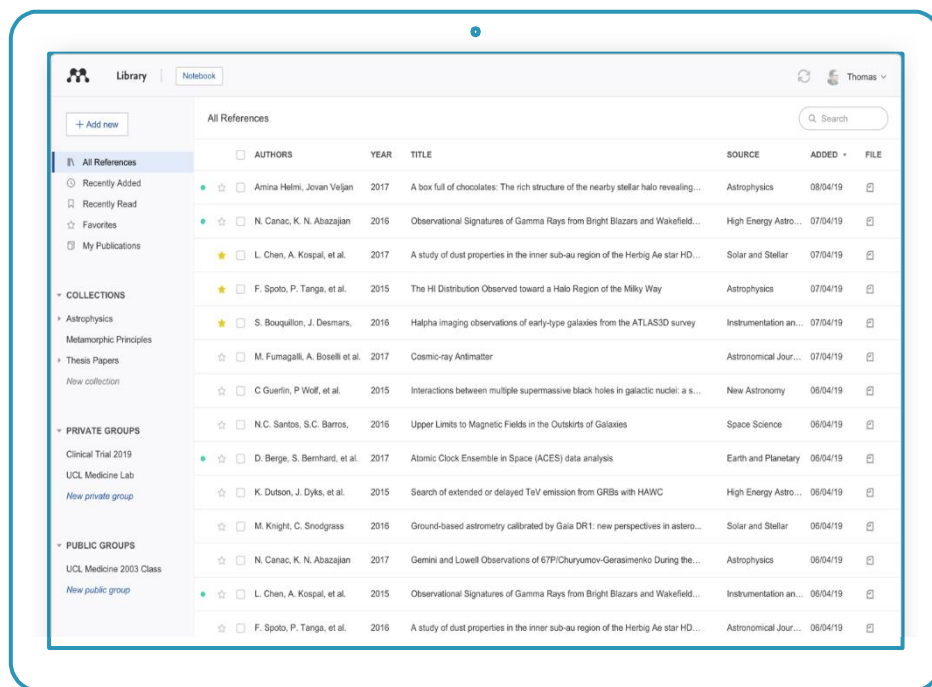 Library Notebook Thomas
+ Add new
All References
Recently Added
Recently Read
Favorites
My Publications
COLLECTIONS
Astrophysics
Metamorphic Principles
Thesis Papers
New collection
PRIVATE GROUPS
Clinical Trial 2019
UCL Medicine Lab
New private group
PUBLIC GROUPS
UCL Medicine 2003 Class
New public group
All References Search
AUTHORS YEAR TITLE SOURCE ADDED FILE
Amina Helmi, Jovan Veljan 2017 A box full of chocolates: The rich structure of the nearby stellar halo revealing... Astrophysics 08/04/19
N. Canac, K. N. Abazajian 2016 Observational Signatures of Gamma Rays from Bright Blazars and Wakefield... High Energy Astro... 07/04/19
L. Chen, A. Kospal, et al. 2017 A study of dust properties in the inner sub-au region of the Herbig Ae star HD... Solar and Stellar 07/04/19
F. Spoto, P. Tanga, et al. 2015 The HI Distribution Observed toward a Halo Region of the Milky Way Astrophysics 07/04/19
S. Bouquillon, J. Desmars, 2016 Halpha imaging observations of early-type galaxies from the ATLAS3D survey Instrumentation an... 07/04/19
M. Fumagalli, A. Boselli et al. 2017 Cosmic-ray Antimatter Astronomical Jour... 07/04/19
C Guerlin, P Wolf, et al. 2015 Interactions between multiple supermassive black holes in galactic nuclei: a s... New Astronomy 06/04/19
N.C. Santos, S.C. Barros, 2016 Upper Limits to Magnetic Fields in the Outskirts of Galaxies Space Science 06/04/19
D. Berge, S. Bernhard, et al. 2017 Atomic Clock Ensemble in Space (ACES) data analysis Earth and Planetary 06/04/19
K. Dutson, J. Dyks, et al. 2015 Search of extended or delayed TeV emission from GRBs with HAWC High Energy Astro... 06/04/19
M. Knight, C. Snodgrass 2016 Ground-based astrometry calibrated by Gaia DR1: new perspectives in astero... Solar and Stellar 06/04/19
N. Canac, K. N. Abazajian 2017 Gemini and Lowell Observations of 67P/Churyumov-Gerasimenko During the... Astrophysics 06/04/19
L. Chen, A. Kospal, et al. 2015 Observational Signatures of Gamma Rays from Bright Blazars and Wakefield... Instrumentation an... 06/04/19
F. Spoto, P. Tanga, et al. 2016 A study of dust properties in the inner sub-au region of the Herbig Ae star HD... Astronomical Jour... 06/04/19